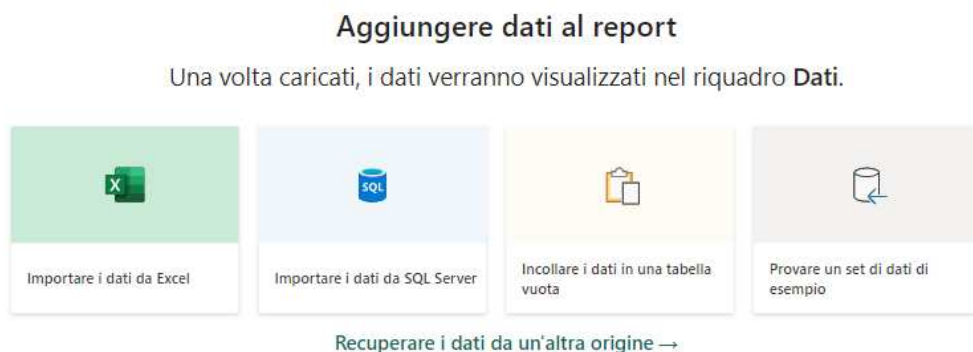 Aggiungere dati al report
Una volta caricati, i dati verranno visualizzati nel riquadro Dati.
X
SQL
Importare i dati da Excel
Importare i dati da SQL Server
Incollare i dati in una tabella
vuota
Provare un set di dati di
esempio
Recuperare i dati da un'altra origine →